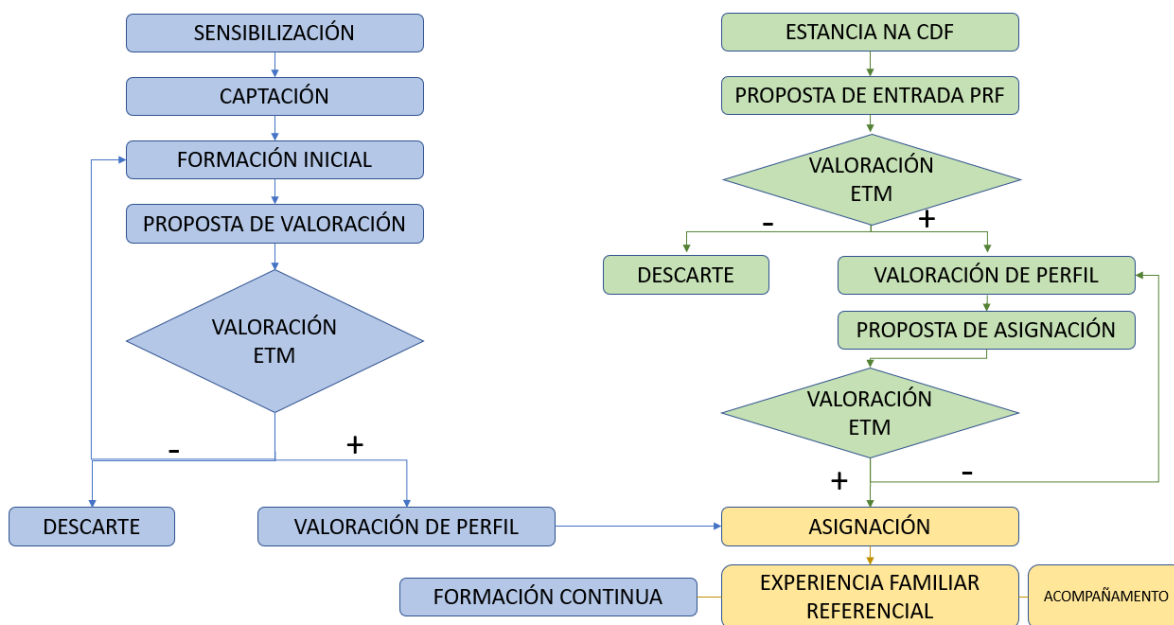 SENSIBILIZACIÓN
CAPTACIÓN
FORMACIÓN INICIAL
PROPOSTA DE VALORACIÓN
VALORACIÓN
ETM
-
+
DESCARTE
VALORACIÓN DE PERFIL
ESTANCIA NA CDF
PROPOSTA DE ENTRADA PRF
VALORACIÓN
ETM
-
+
DESCARTE
VALORACIÓN DE PERFIL
PROPOSTA DE ASIGNACIÓN
VALORACIÓN
ETM
+
-
ASIGNACIÓN
FORMACIÓN CONTINUA
EXPERIENCIA FAMILIAR
REFERENCIAL
ACOMPAÑAMENTO